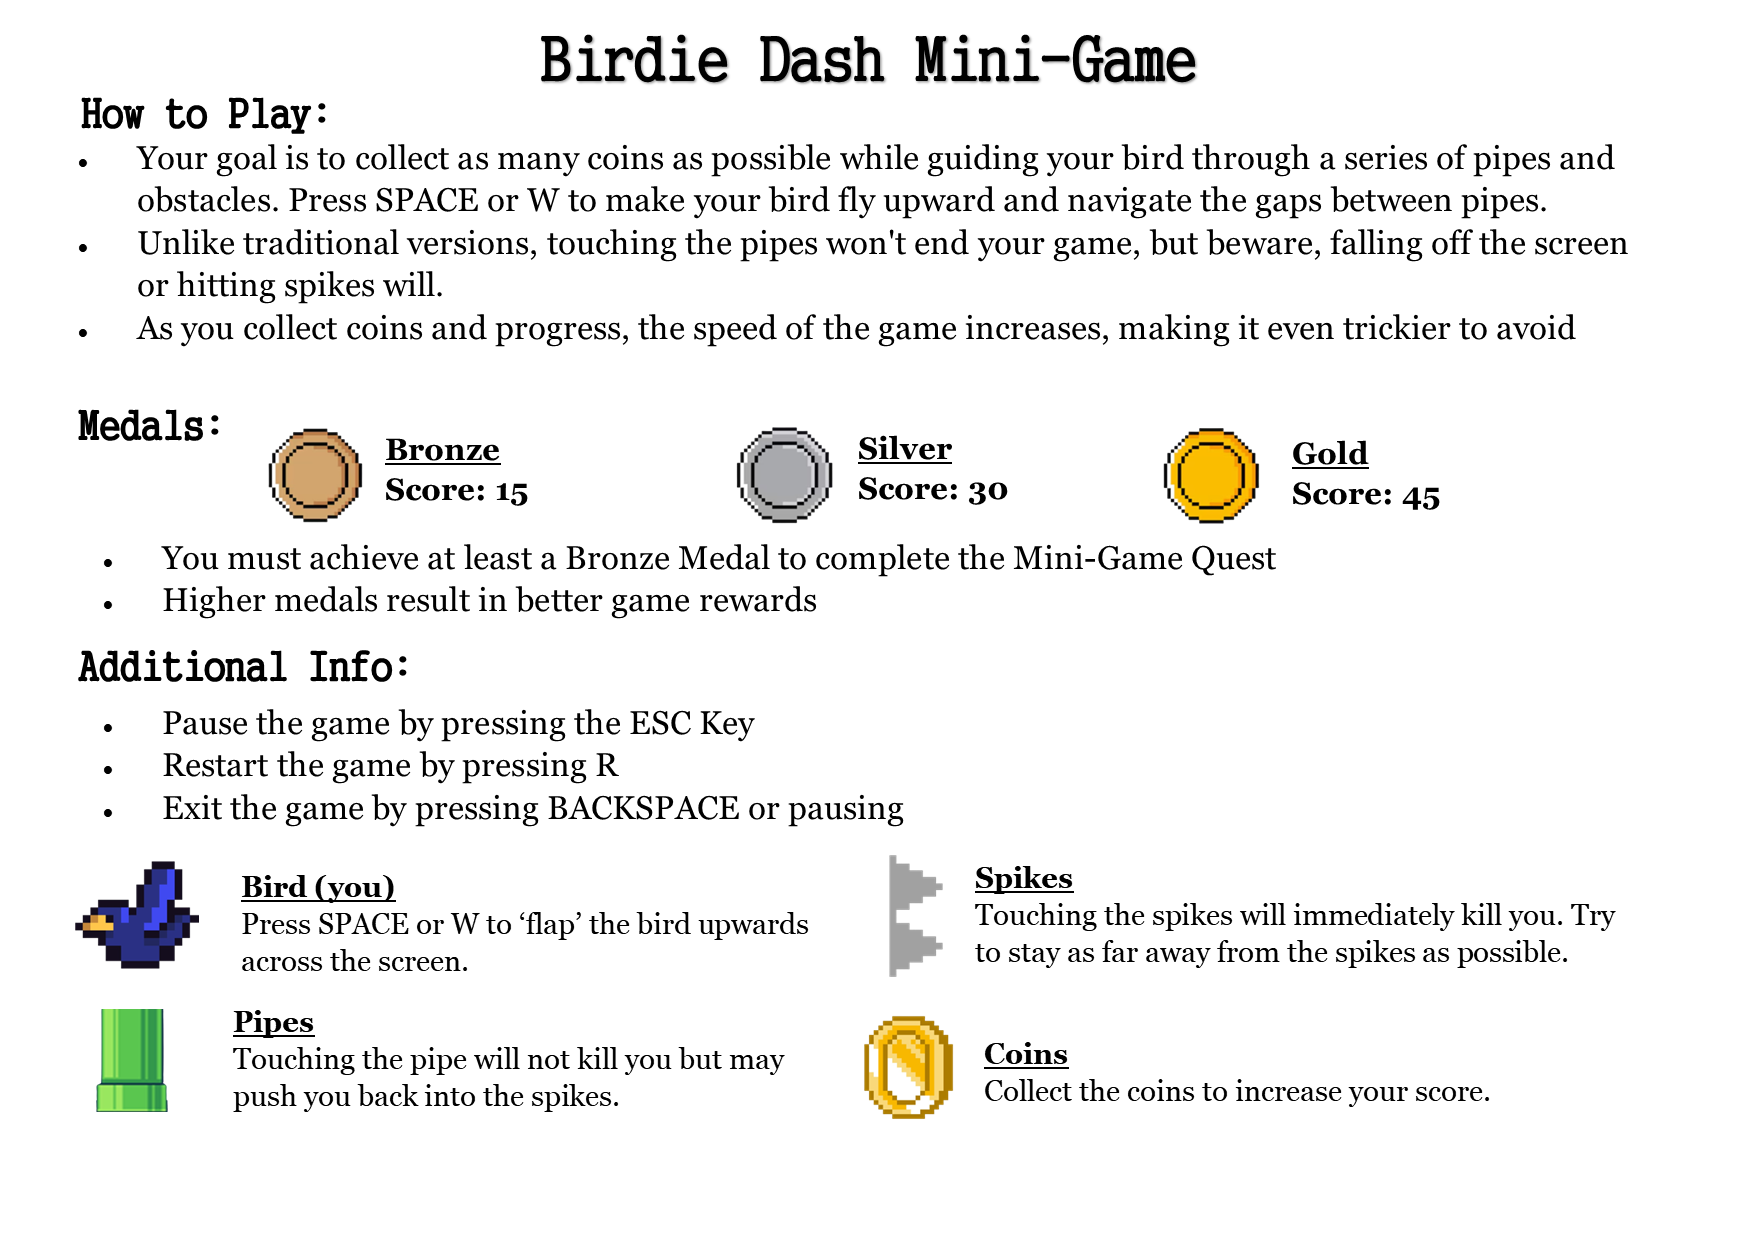 Birdie Dash Mini-Game
How to Play:
• Your goal is to collect as many coins as possible while guiding your bird through a series of pipes and
obstacles. Press SPACE or W to make your bird fly upward and navigate the gaps between pipes.
• Unlike traditional versions, touching the pipes won't end your game, but beware, falling off the screen
or hitting spikes will.
• As you collect coins and progress, the speed of the game increases, making it even trickier to avoid
Medals:
Bronze
Score: 15
Silver
Score: 30
Gold
Score: 45
• You must achieve at least a Bronze Medal to complete the Mini-Game Quest
• Higher medals result in better game rewards
Additional Info:
• Pause the game by pressing the ESC Key
• Restart the game by pressing R
• Exit the game by pressing BACKSPACE or pausing
Bird (you)
Press SPACE or W to ‘flap’ the bird upwards
across the screen.
Spikes
Touching the spikes will immediately kill you. Try
to stay as far away from the spikes as possible.
Pipes
Touching the pipe will not kill you but may
push you back into the spikes.
Coins
Collect the coins to increase your score.